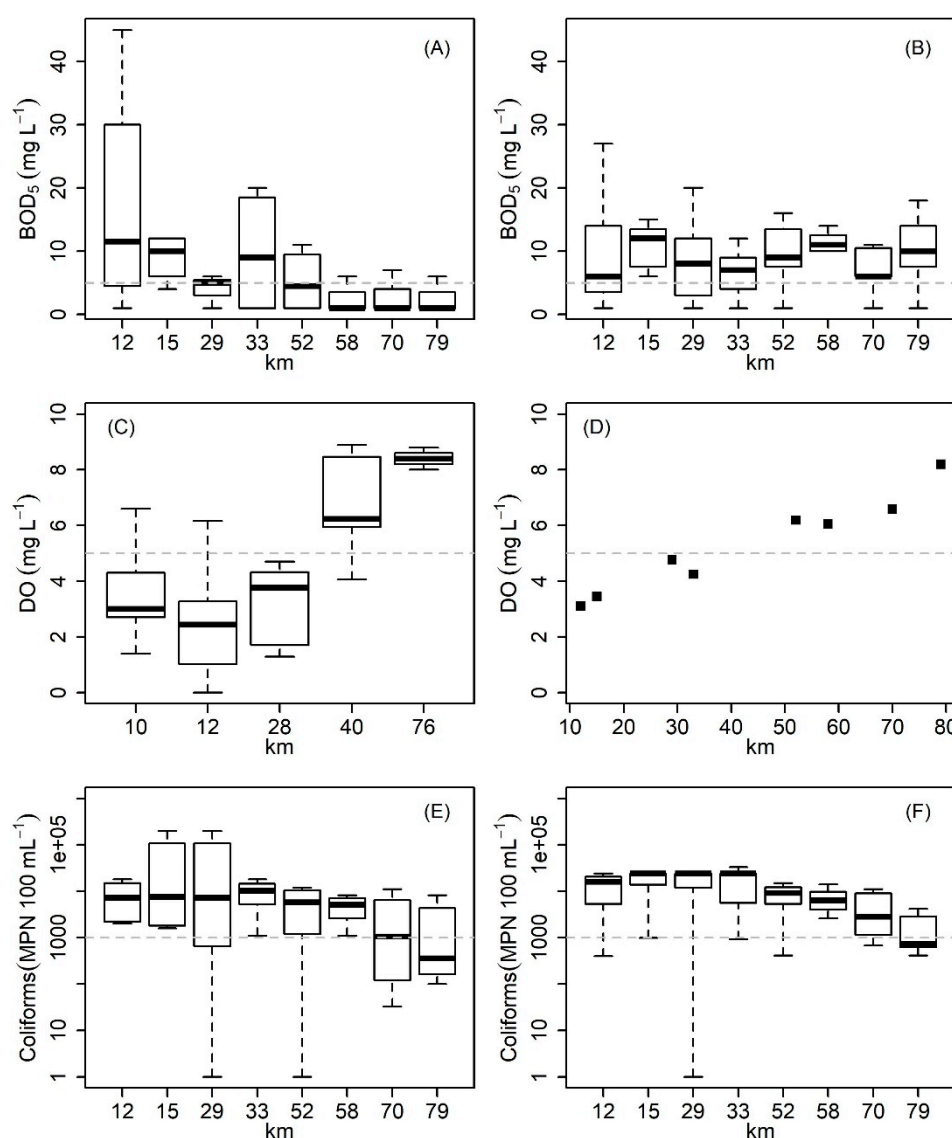 (A)
BOD₅ (mg L⁻¹)
0 10 20 30 40
12 15 29 33 52 58 70 79
km
(B)
BOD₅ (mg L⁻¹)
0 10 20 30 40
12 15 29 33 52 58 70 79
km
(C)
DO (mg L⁻¹)
0 2 4 6 8 10
10 12 28 40 76
km
(D)
DO (mg L⁻¹)
0 2 4 6 8 10
10 20 30 40 50 60 70 80
km
(E)
Coliforms(MPN 100 mL⁻¹)
1 10 1000 1e+05
12 15 29 33 52 58 70 79
km
(F)
Coliforms(MPN 100 mL⁻¹)
1 10 1000 1e+05
12 15 29 33 52 58 70 79
km